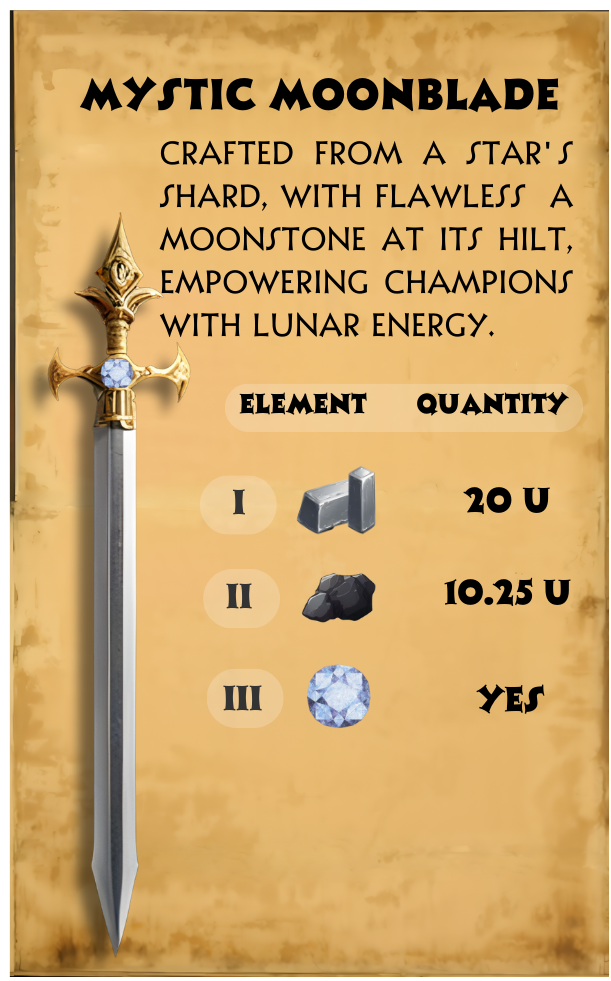 MYSTIC MOONBLADE
CRAFTED FROM A STAR'S
SHARD, WITH FLAWLESS A
MOONSTONE AT ITS HILT,
EMPOWERING CHAMPIONS
WITH LUNAR ENERGY.
ELEMENT QUANTITY
I 20 U
II 10.25 U
III YES